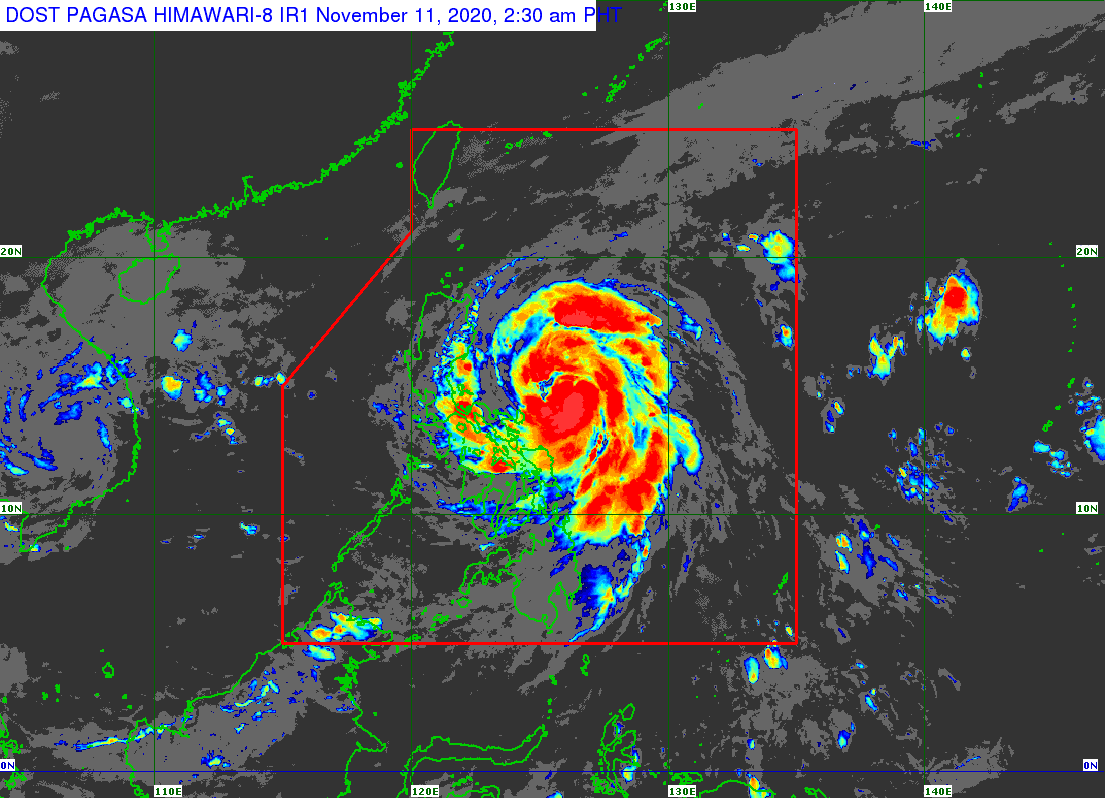 DOST PAGASA HIMAWARI-8 IR1 November 11, 2020, 2:30 am PHT
130E
140E
20N
20N
10N
10N
0N
0N
110E
120E
130E
140E